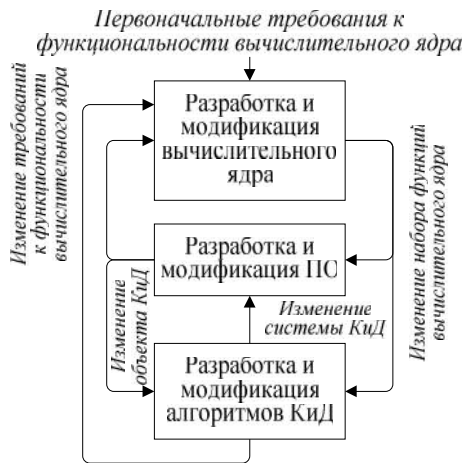 Первоначальные требования к
функциональности вычислительного ядра
Изменение требований
к функциональности
вычислительного ядра
Разработка и
модификация
вычислительного
ядра
Изменение набора функций
вычислительного ядра
Разработка и
модификация ПО
Изменение
объекта КиД
Изменение
системы КиД
Разработка и
модификация
алгоритмов КиД